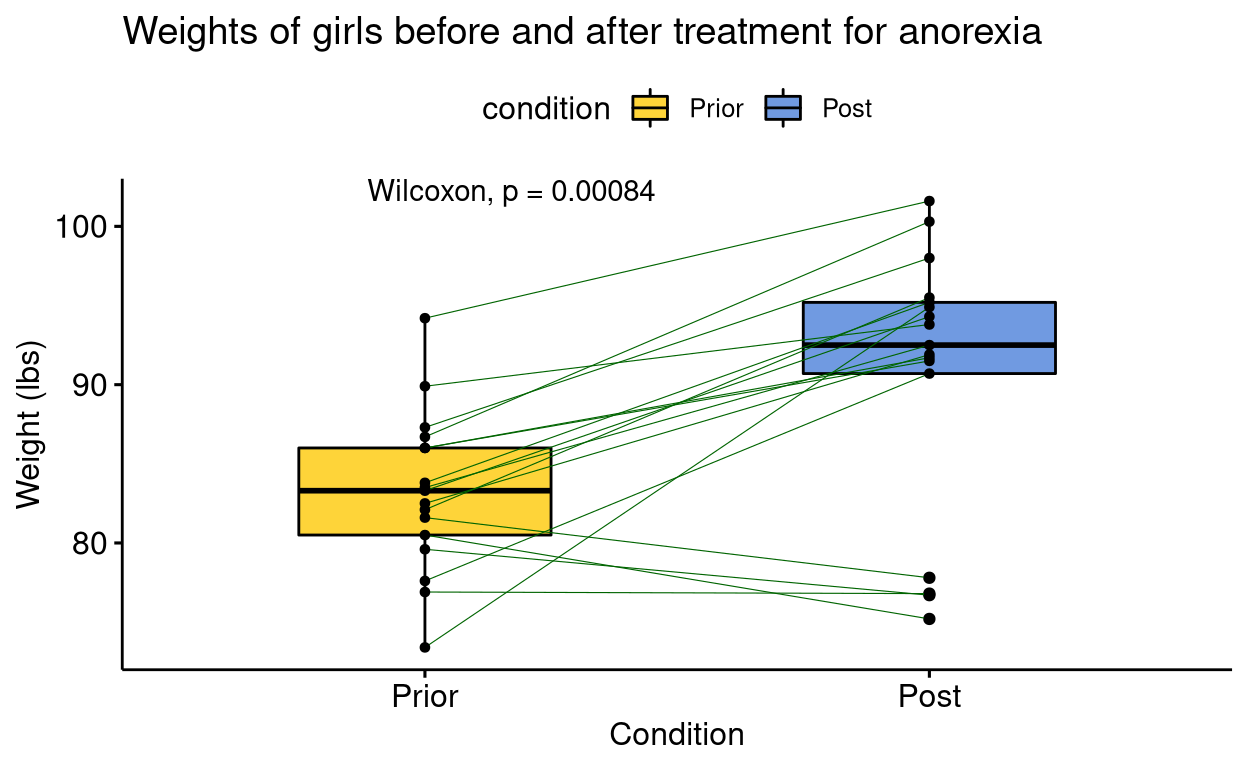 Weights of girls before and after treatment for anorexia
condition Prior Post
Wilcoxon, p = 0.00084
100
90
80
Weight (lbs)
Prior Post
Condition